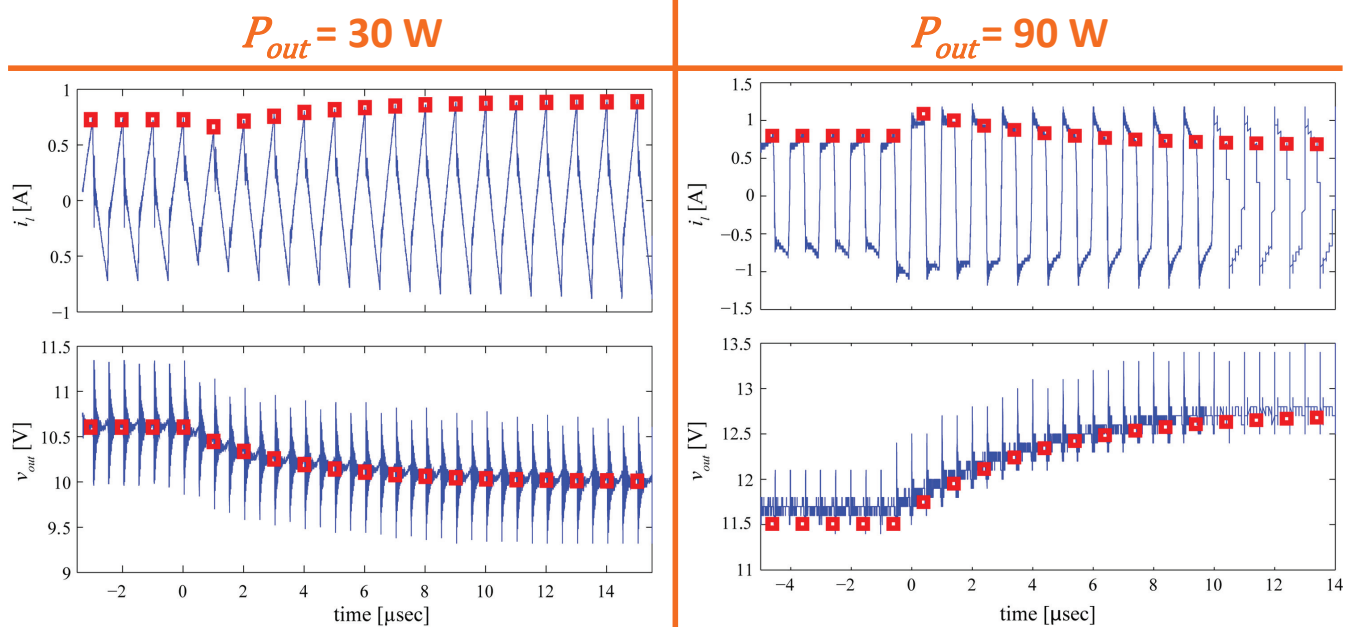 P_out = 30 W
P_out = 90 W
1
0.5
0
0.5
−1
i_l [A]
11.5
11
10.5
10
9.5
9
v_out [V]
−2 0 2 4 6 8 10 12 14
time [μsec]
1.5
1
0.5
0
−0.5
−1
−1.5
i_l [A]
13.5
13
12.5
12
11.5
11
v_out [V]
−4 −2 0 2 4 6 8 10 12 14
time [μsec]